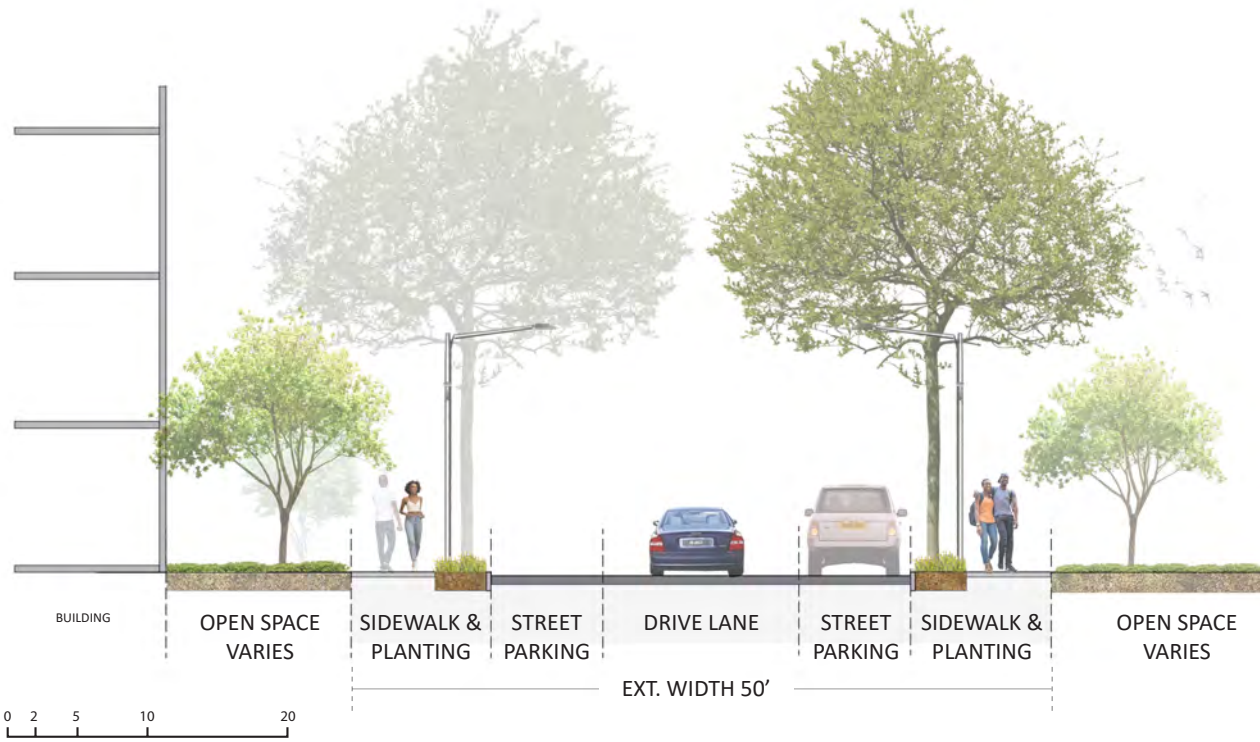 BUILDING
OPEN SPACE
VARIES
SIDEWALK &
PLANTING
STREET
PARKING
DRIVE LANE
STREET
PARKING
SIDEWALK &
PLANTING
OPEN SPACE
VARIES
EXT. WIDTH 50’
0 2 5 10 20